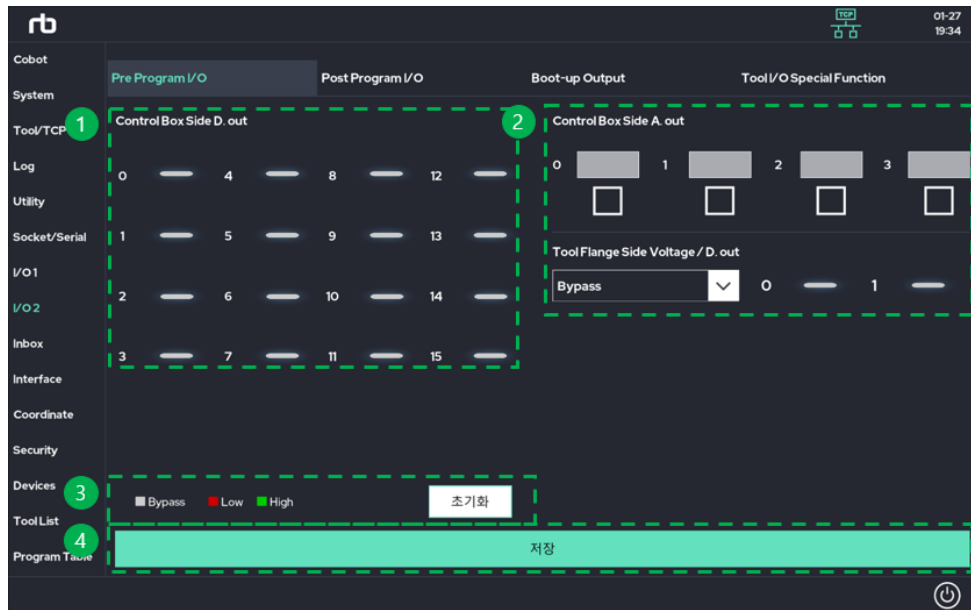 rb
TCP
01-27
19:34
Cobot
System
Tool/TCP
Log
Utility
Socket/Serial
I/O 1
I/O 2
Inbox
Interface
Coordinate
Security
Devices
Tool List
Program Table
Pre Program I/O
Post Program I/O
Boot-up Output
Tool I/O Special Function
1
Control Box Side D. out
0 4 8 12
1 5 9 13
2 6 10 14
3 7 11 15
2
Control Box Side A. out
0 1 2 3
Tool Flange Side Voltage / D. out
Bypass 0 1
3
Bypass Low High 초기화
4
저장